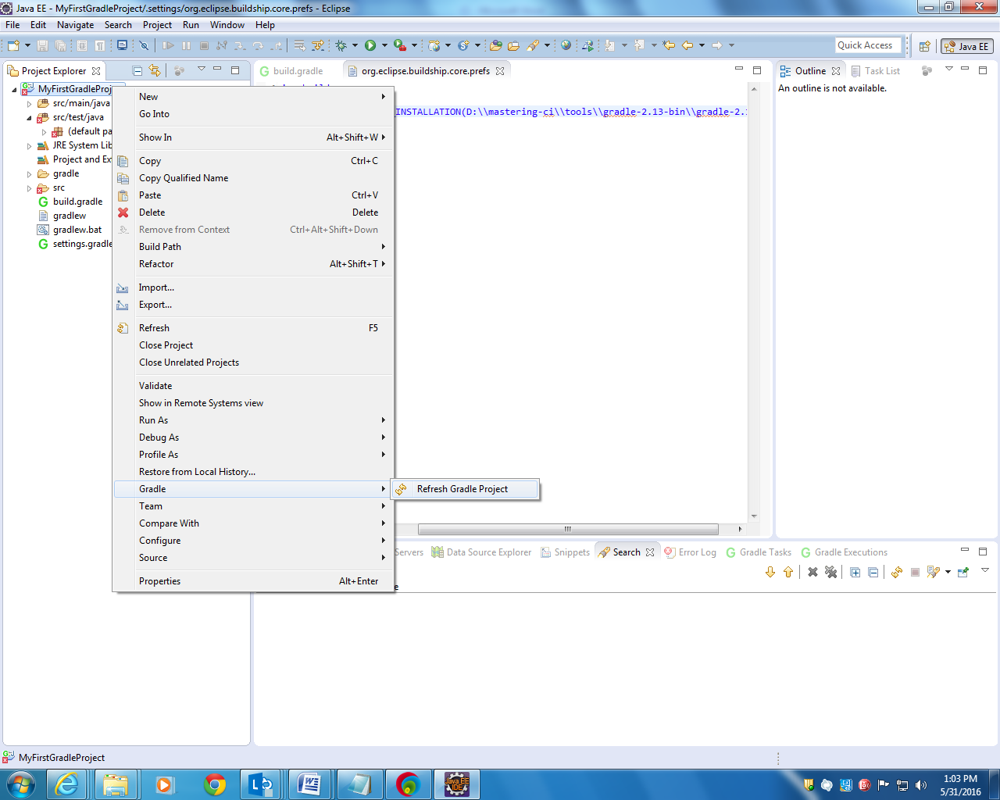 Java EE - MyFirstGradleProject/.settings/org.eclipse.buildship.core.prefs - Eclipse
File Edit Navigate Search Project Run Window Help
Quick Access
Java EE
Project Explorer
build.gradle
org.eclipse.buildship.core.prefs
Outline
Task List
MyFirstGradleProj
src/main/java
src/test/java
(default pa
JRE System Lib
Project and Ex
gradle
src
build.gradle
gradlew
gradlew.bat
settings.gradle
_INSTALLATION(D:\\mastering-ci\\tools\\gradle-2.13-bin\\gradle-2.1
An outline is not available.
New
Go Into
Show In Alt+Shift+W
Copy Ctrl+C
Copy Qualified Name
Paste Ctrl+V
Delete Delete
Remove from Context Ctrl+Alt+Shift+Down
Build Path
Refactor Alt+Shift+T
Import...
Export...
Refresh F5
Close Project
Close Unrelated Projects
Validate
Show in Remote Systems view
Run As
Debug As
Profile As
Restore from Local History...
Gradle
Refresh Gradle Project
Team
Compare With
Configure
Source
Properties Alt+Enter
Servers Data Source Explorer Snippets Search Error Log Gradle Tasks Gradle Executions
MyFirstGradleProject
Java EE
IDE
1:03 PM
5/31/2016